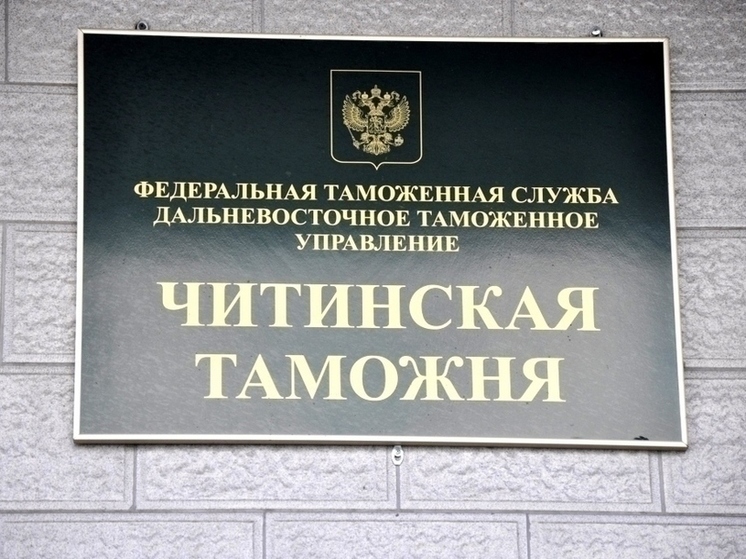 ФЕДЕРАЛЬНАЯ ТАМОЖЕННАЯ СЛУЖБА
ДАЛЬНЕВОСТОЧНОЕ ТАМОЖЕННОЕ
УПРАВЛЕНИЕ
ЧИТИНСКАЯ
ТАМОЖНЯ